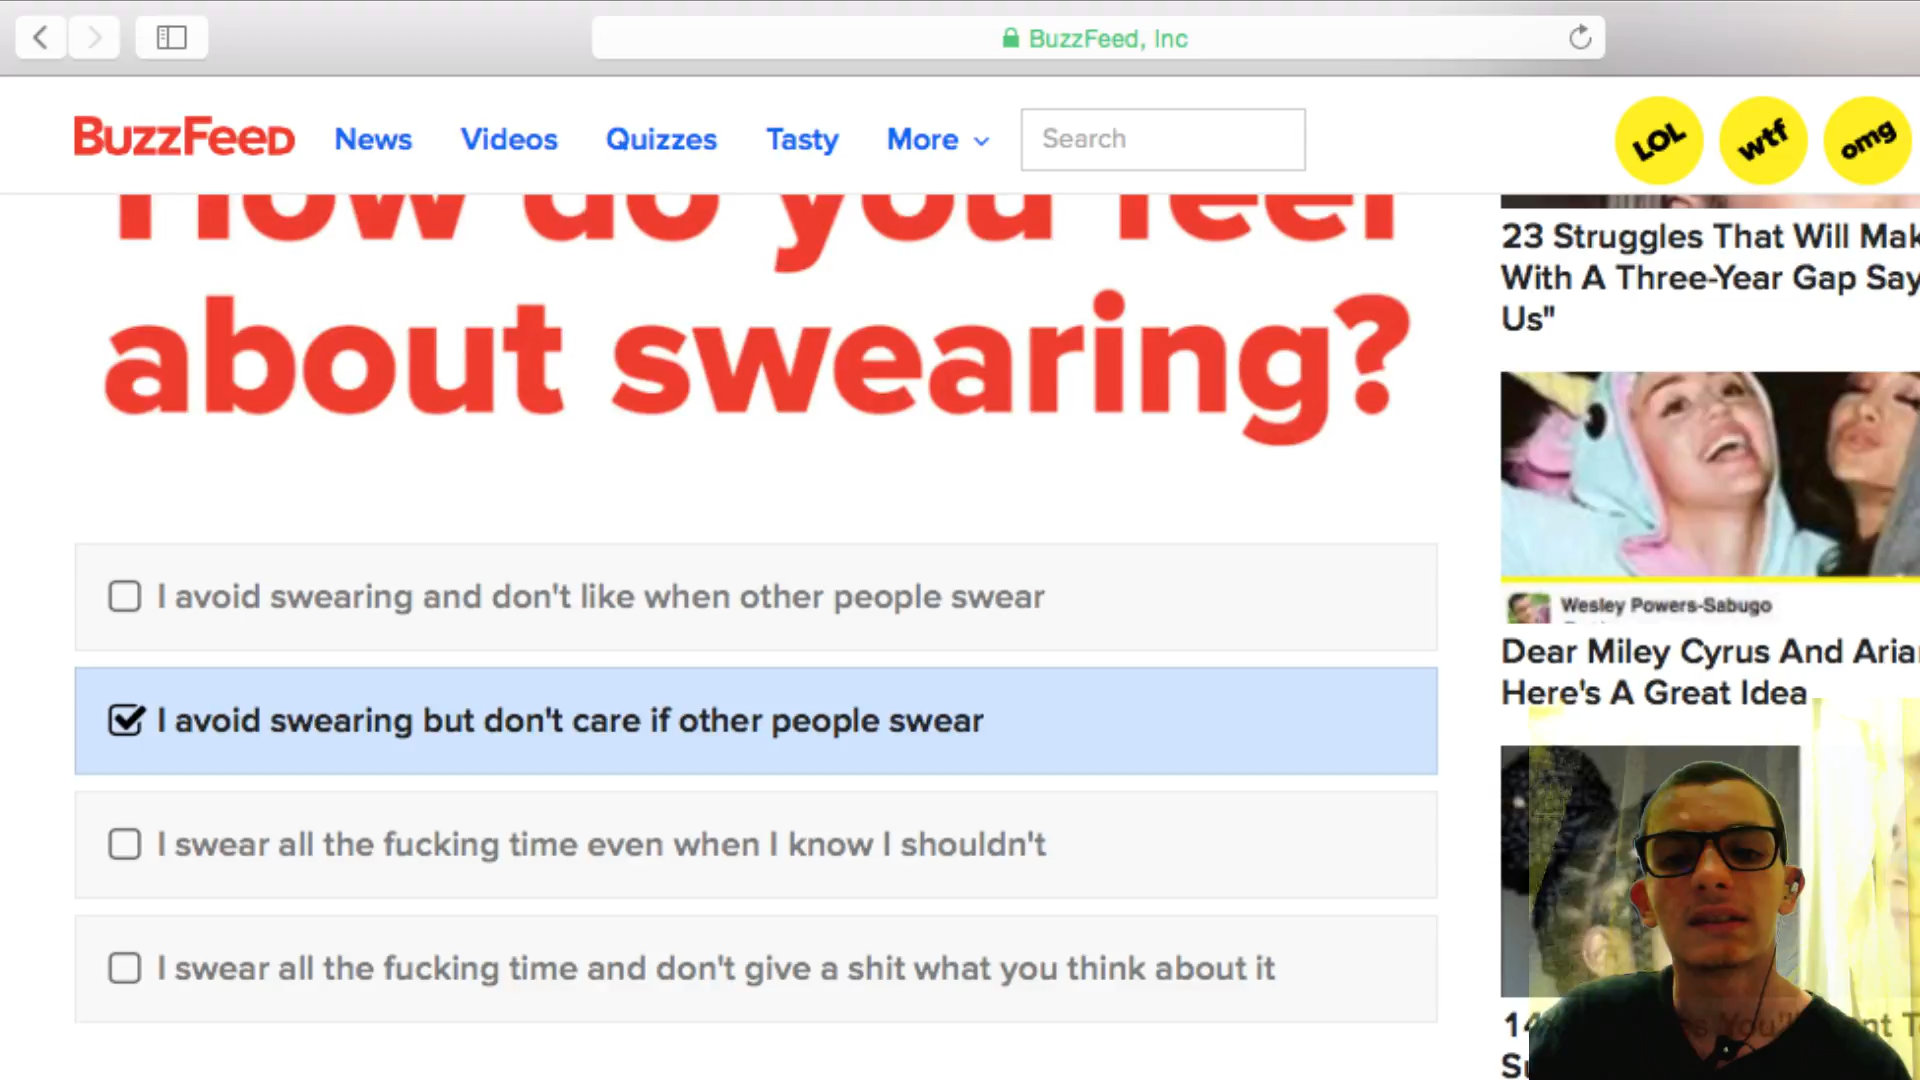 BuzzFeed, Inc
BuzzFeed
News
Videos
Quizzes
Tasty
More
Search
LOL
wtf
omg
How do you feel
about swearing?
I avoid swearing and don't like when other people swear
I avoid swearing but don't care if other people swear
I swear all the fucking time even when I know I shouldn't
I swear all the fucking time and don't give a shit what you think about it
23 Struggles That Will Mak
With A Three-Year Gap Say
Us"
Wesley Powers-Sabugo
Dear Miley Cyrus And Aria
Here's A Great Idea